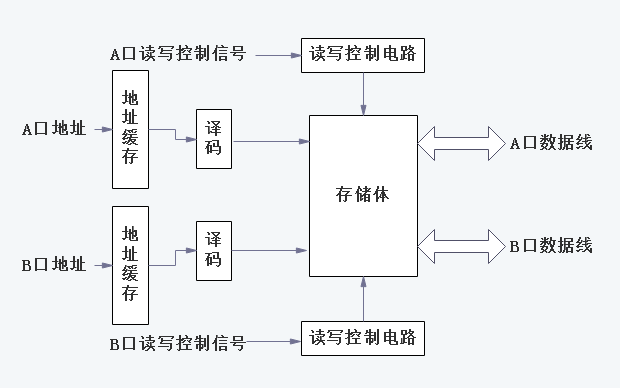 A口读写控制信号
读写控制电路
A口地址
地址缓存
译码
A口数据线
存储体
B口地址
地址缓存
译码
B口数据线
B口读写控制信号
读写控制电路